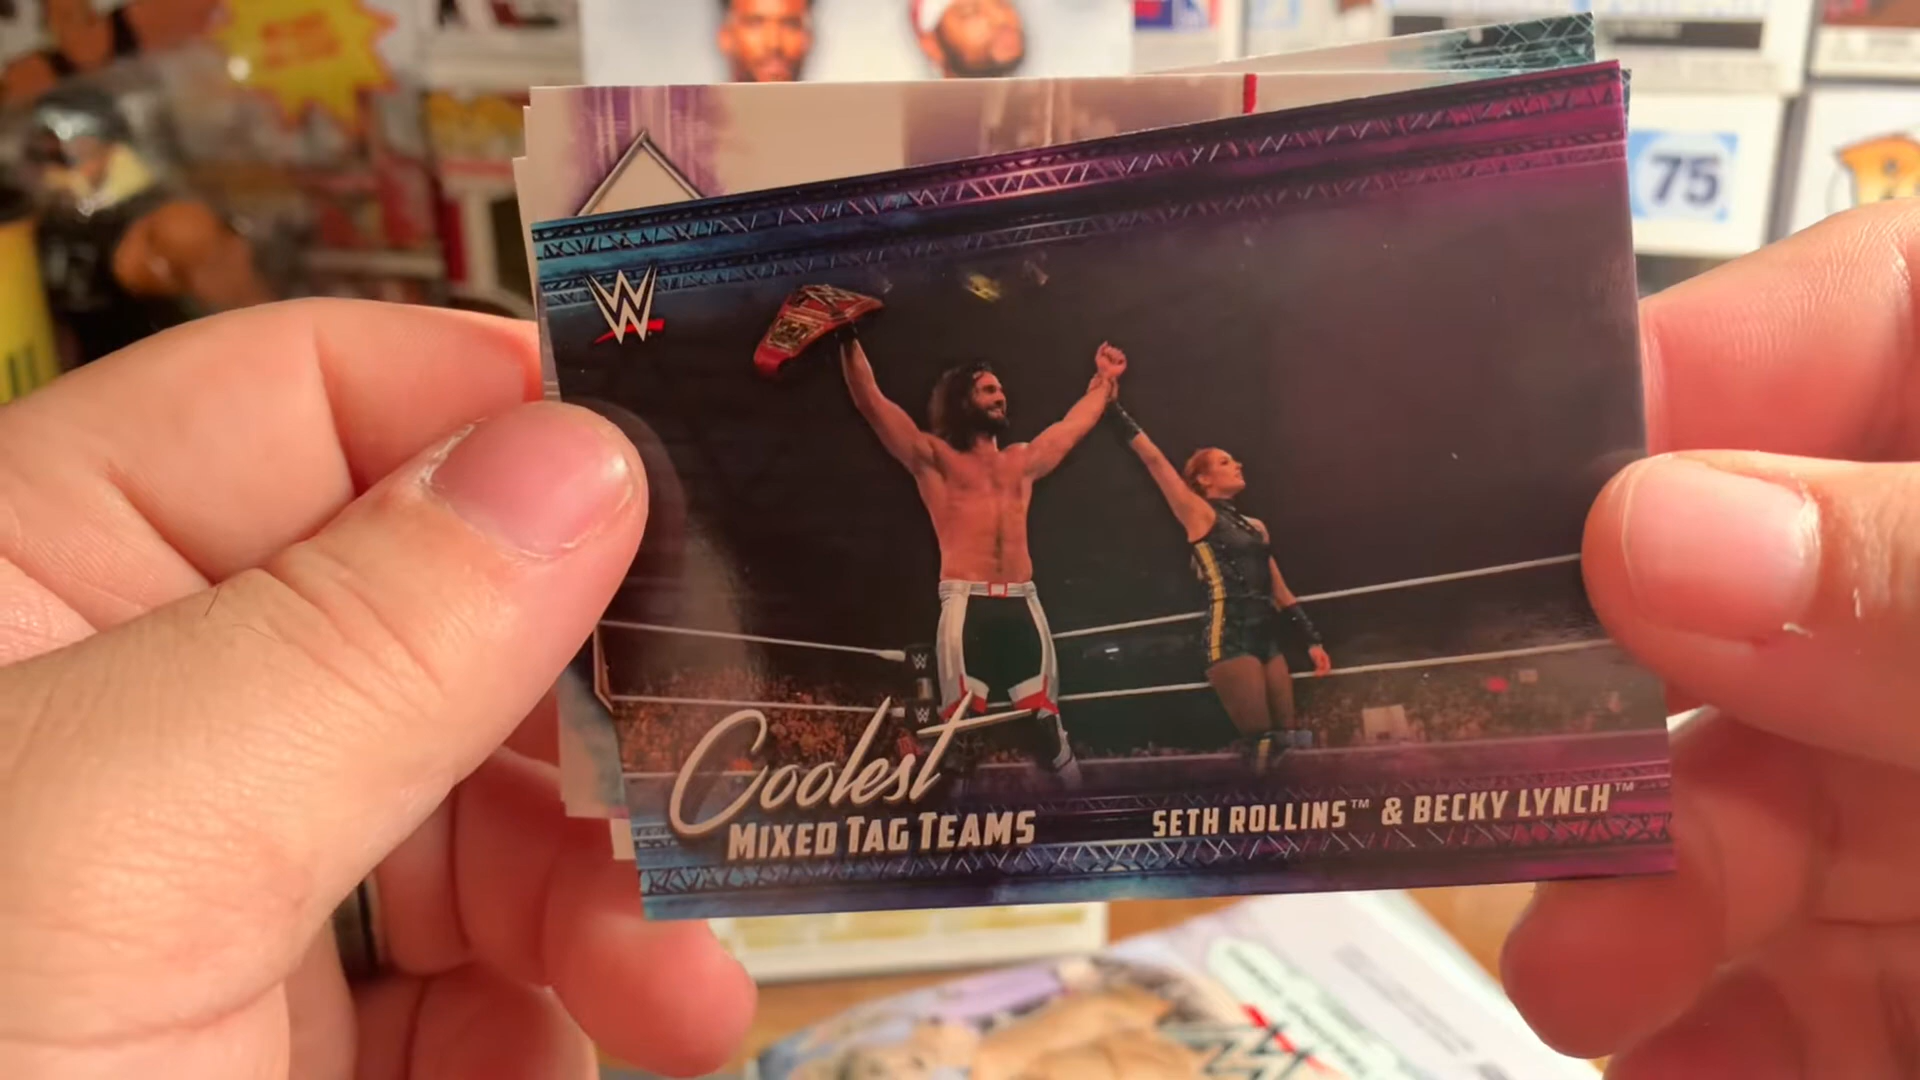 75
W
Coolest
MIXED TAG TEAMS
SETH ROLLINS™ & BECKY LYNCH™